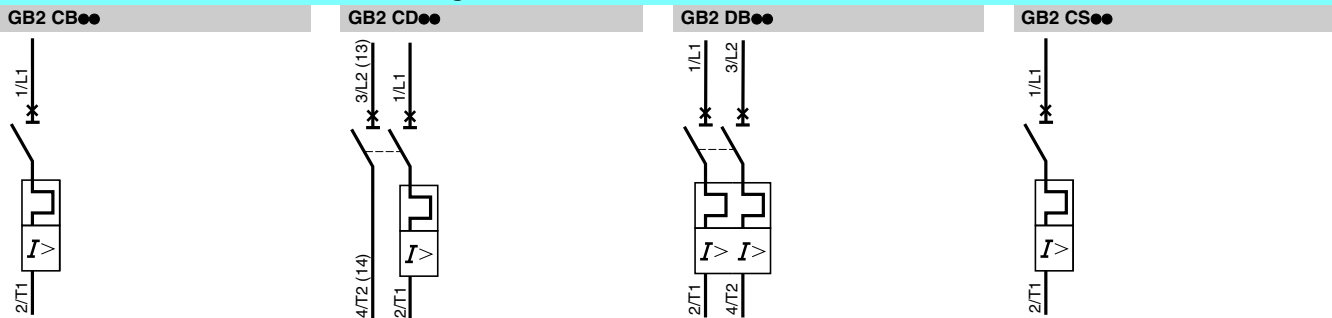 GB2 CB●●
1/L1
I>
2/T1
GB2 CD●●
3/L2 (13)
1/L1
I>
4/T2 (14)
2/T1
GB2 DB●●
1/L1
3/L2
I> I>
2/T1
4/T2
GB2 CS●●
1/L1
I>
2/T1